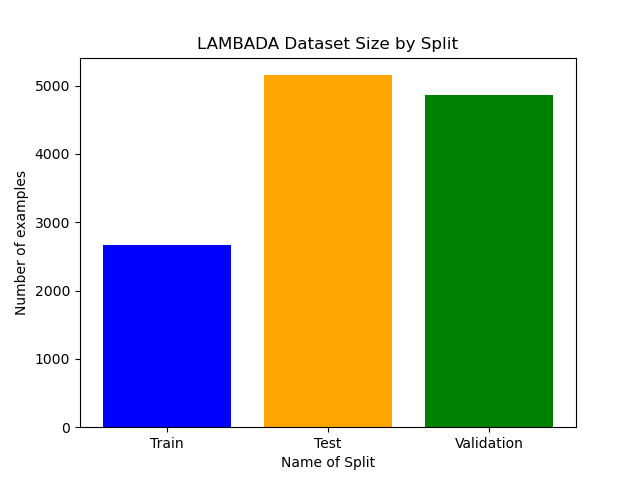 LAMBADA Dataset Size by Split
5000
4000
3000
2000
1000
0
Number of examples
Train Test Validation
Name of Split